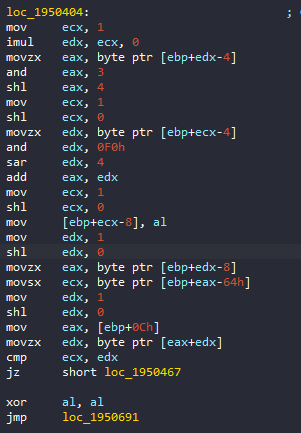 loc_1950404: ;
mov ecx, 1
imul edx, ecx, 0
movzx eax, byte ptr [ebp+edx-4]
and eax, 3
shl eax, 4
mov ecx, 1
shl ecx, 0
movzx edx, byte ptr [ebp+ecx-4]
and edx, 0F0h
sar edx, 4
add eax, edx
mov ecx, 1
shl ecx, 0
mov [ebp+ecx-8], al
mov edx, 1
shl edx, 0
movzx eax, byte ptr [ebp+edx-8]
movsx ecx, byte ptr [ebp+eax-64h]
mov edx, 1
shl edx, 0
mov eax, [ebp+0Ch]
movzx edx, byte ptr [eax+edx]
cmp ecx, edx
jz short loc_1950467
xor al, al
jmp loc_1950691